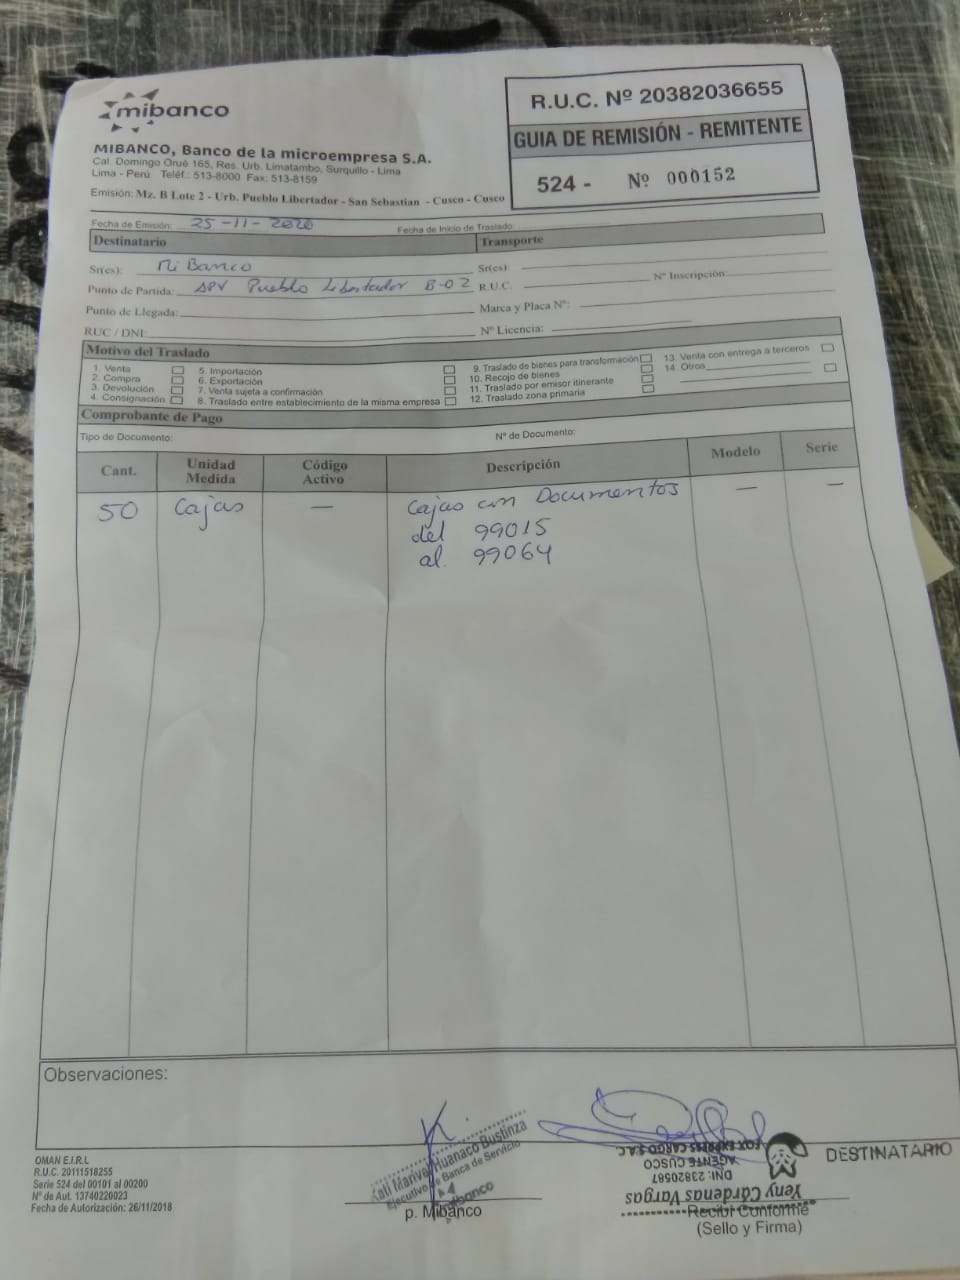 mibanco
MIBANCO, Banco de la microempresa S.A.
Cal. Domingo Orué 165, Res. Urb. Limatambo, Surquillo - Lima
Lima - Perú Teléf.: 513-8000 Fax: 513-8159
Emisión: Mz. B Lote 2 - Urb. Pueblo Libertador - San Sebastian - Cusco - Cusco
R.U.C. Nº 20382036655
GUIA DE REMISIÓN - REMITENTE
524 - Nº 000152
Fecha de Emisión: 25-11-2020 Fecha de Inicio de Traslado:
Destinatario Transporte
Sr(es): Mi Banco Sr(es): Nº Inscripción:
Punto de Partida: APV Pueblo Libertador B-02 R.U.C.
Punto de Llegada: Marca y Placa Nº:
RUC / DNI: Nº Licencia:
Motivo del Traslado
1. Venta 5. Importación 9. Traslado de bienes para transformación 13. Venta con entrega a terceros
2. Compra 6. Exportación 10. Recojo de bienes 14. Otros
3. Devolución 7. Venta sujeta a confirmación 11. Traslado por emisor itinerante
4. Consignación 8. Traslado entre establecimiento de la misma empresa 12. Traslado zona primaria
Comprobante de Pago
Tipo de Documento: Nº de Documento:
Cant. Unidad Medida Código Activo Descripción Modelo Serie
50 Cajas — Cajas con Documentos — —
del 99015
al. 99064
Observaciones:
OMAN E.I.R.L
R.U.C. 20111518255
Serie 524 del 00101 al 00200
Nº de Aut. 13740220023
Fecha de Autorización: 26/11/2018
Huanaco Bustinza
Ejecutivo de Banca de Servicio
Mibanco
p. Mibanco
Yeny Cárdenas Vargas
DNI: 23820587
AGENTE CUSCO
FOX EXPRESS CARGO S.A.C
DESTINATARIO
Recibí Conforme
(Sello y Firma)